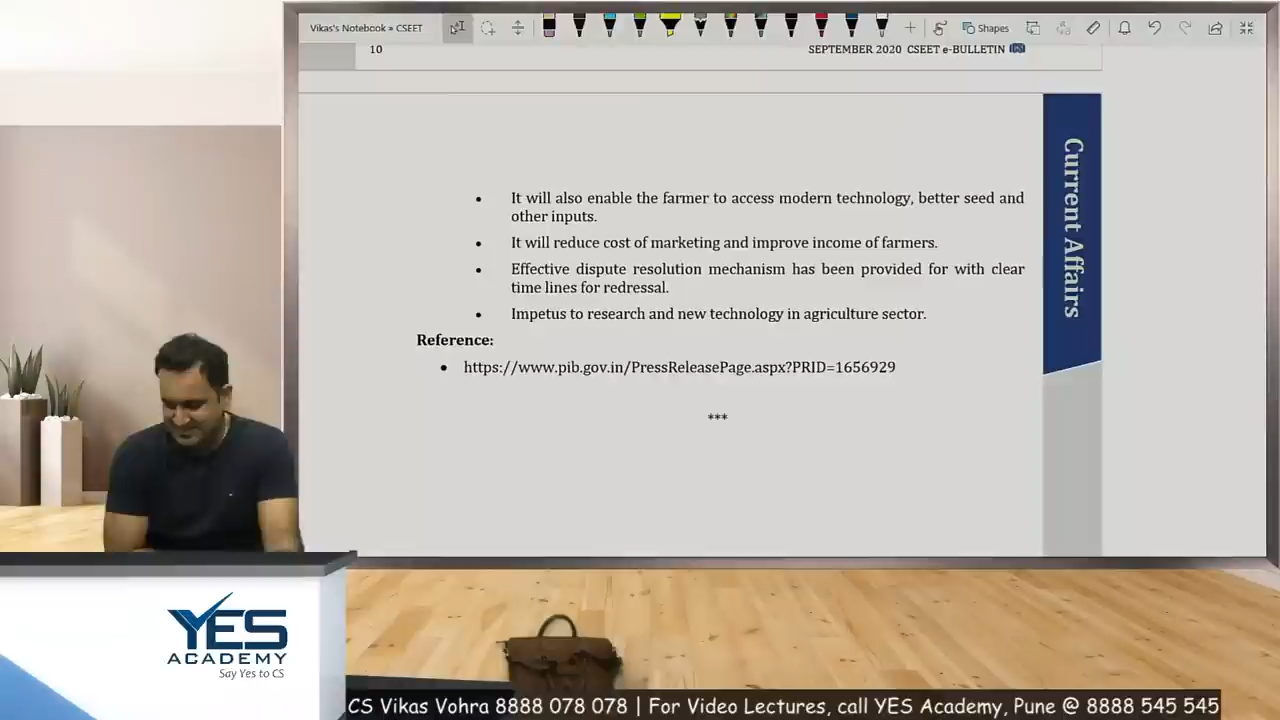 Vikas's Notebook » CSEET
Shapes
10
SEPTEMBER 2020 CSEET e-BULLETIN
Current Affairs
• It will also enable the farmer to access modern technology, better seed and
other inputs.
• It will reduce cost of marketing and improve income of farmers.
• Effective dispute resolution mechanism has been provided for with clear
time lines for redressal.
• Impetus to research and new technology in agriculture sector.
Reference:
• https://www.pib.gov.in/PressReleasePage.aspx?PRID=1656929
***
YES
ACADEMY
Say Yes to CS
CS Vikas Vohra 8888 078 078 | For Video Lectures, call YES Academy, Pune @ 8888 545 545